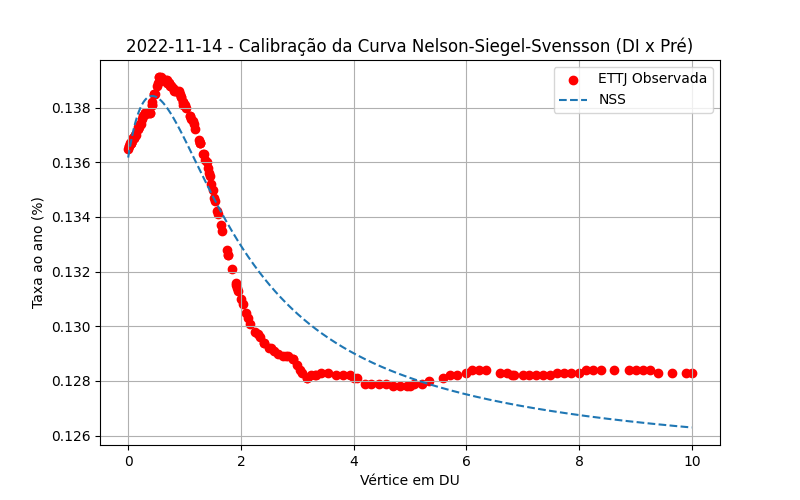 2022-11-14 - Calibração da Curva Nelson-Siegel-Svensson (DI x Pré)
ETTJ Observada
NSS
Taxa ao ano (%)
0.138
0.136
0.134
0.132
0.130
0.128
0.126
0 2 4 6 8 10
Vértice em DU